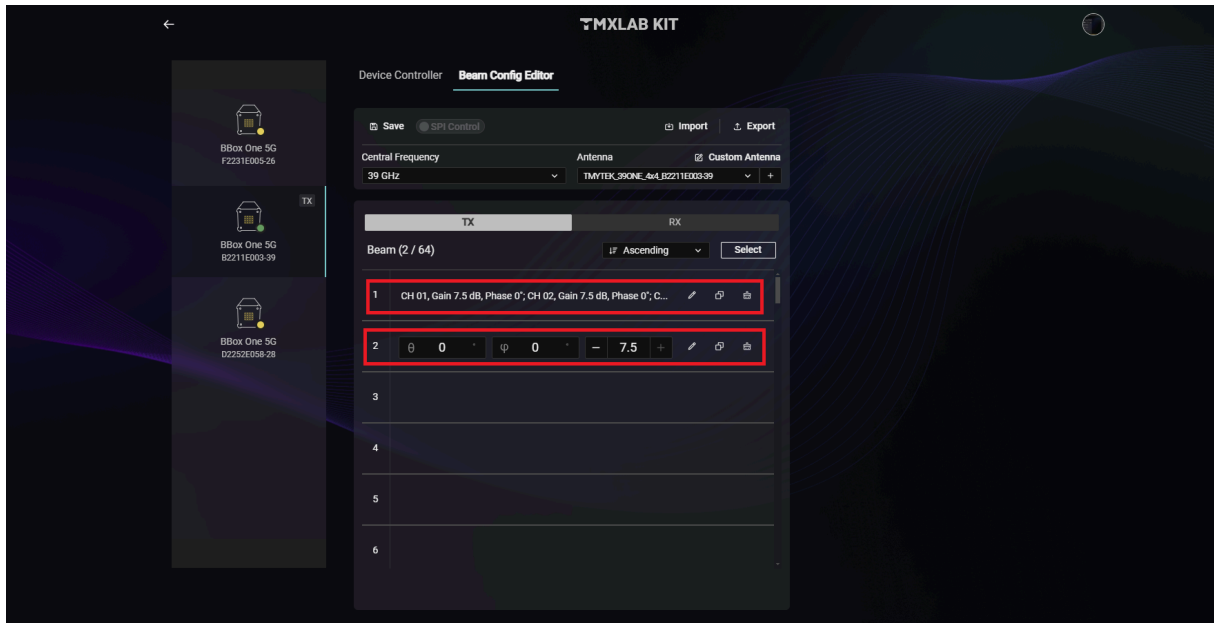 TMXLAB KIT
Device Controller Beam Config Editor
Save SPI Control Import Export
Central Frequency Antenna Custom Antenna
39 GHz TMYTEK_39ONE_4x4_B2211E003-39 +
BBox One 5G
F2231E005-26
TX
BBox One 5G
B2211E003-39
BBox One 5G
D2252E058-28
TX RX
Beam (2 / 64) Ascending Select
1 CH 01, Gain 7.5 dB, Phase 0°; CH 02, Gain 7.5 dB, Phase 0°; C...
2 θ 0 ° φ 0 ° − 7.5 +
3
4
5
6